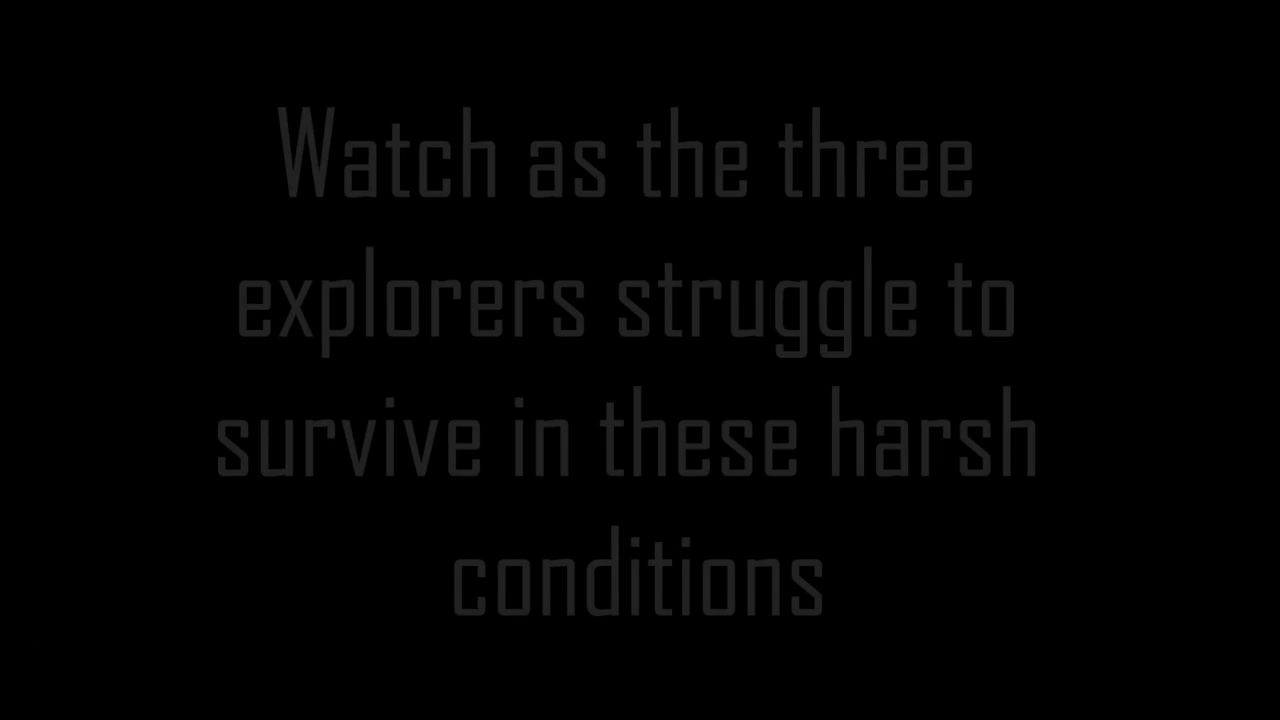 Watch as the three
explorers struggle to
survive in these harsh
conditions